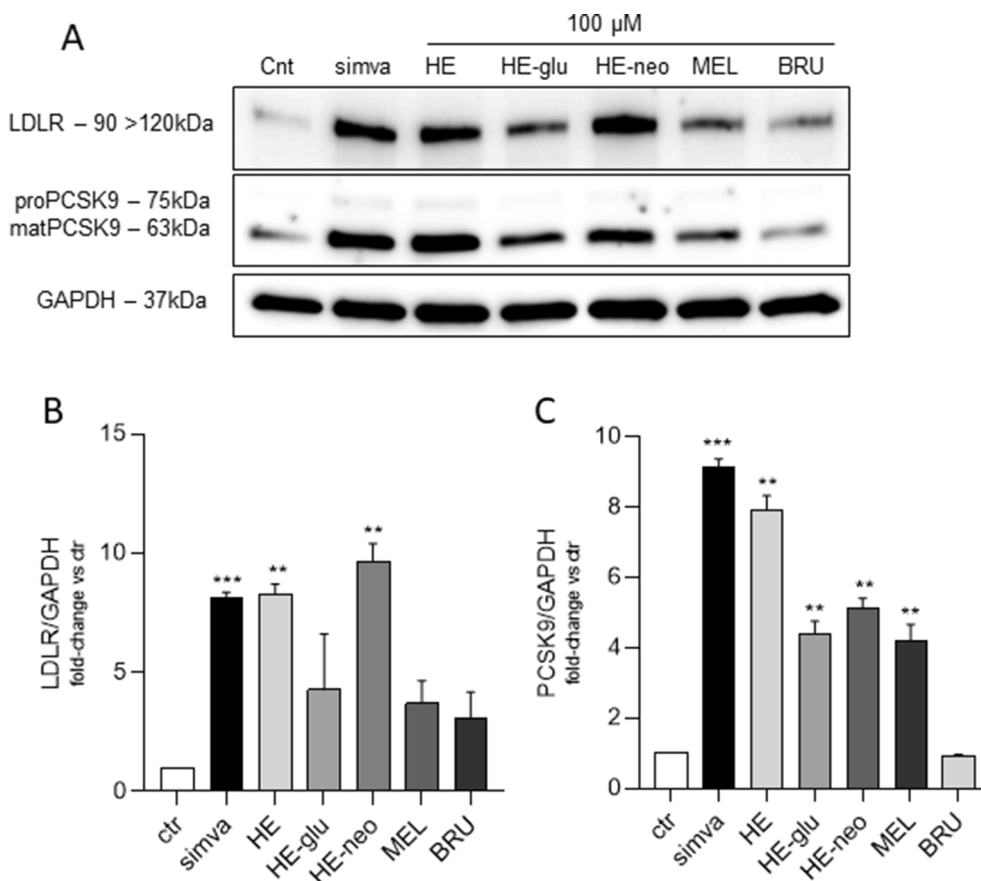 A
100 µM
Cnt simva HE HE-glu HE-neo MEL BRU
LDLR – 90 >120kDa
proPCSK9 – 75kDa
matPCSK9 – 63kDa
GAPDH – 37kDa
B
LDLR/GAPDH
fold-change vs ctr
15
10
5
0
*** ** **
ctr simva HE HE-glu HE-neo MEL BRU
C
PCSK9/GAPDH
fold-change vs ctr
10
8
6
4
2
0
*** ** ** ** **
ctr simva HE HE-glu HE-neo MEL BRU